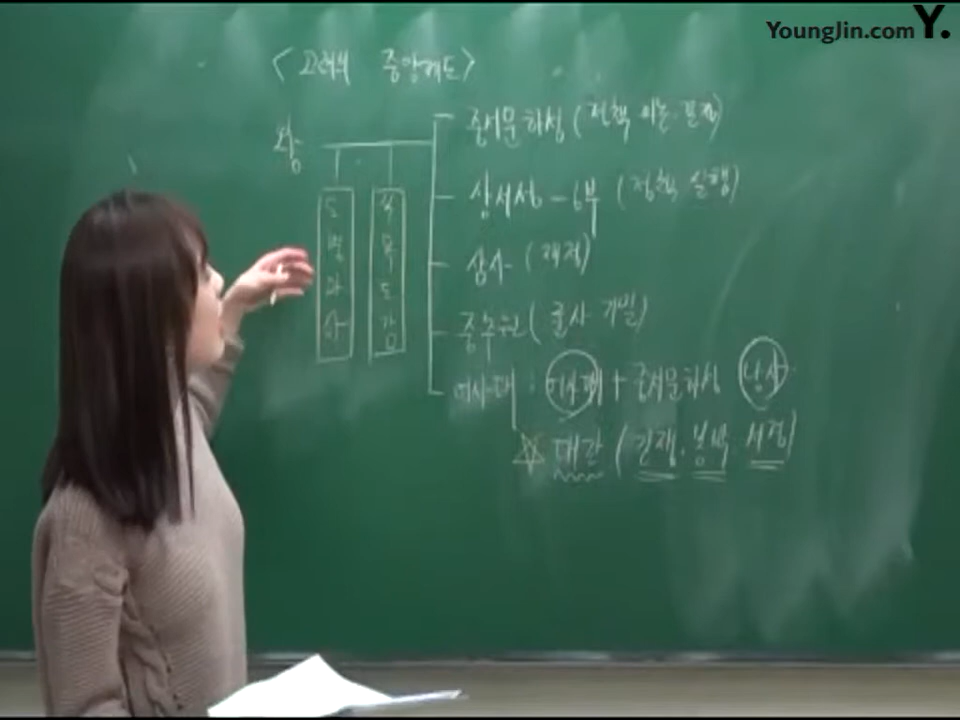 YoungJin.com Y.
<고려의 중앙제도>
왕
중서문하성 (정책 의논·결정)
상서성 - 6부 (정책 실행)
삼사 (재정)
중추원 (군사 기밀)
어사대 : 어사대 + 중서문하성 낭사
☆ 대간 (간쟁, 봉박, 서경)
도병마사
식목도감